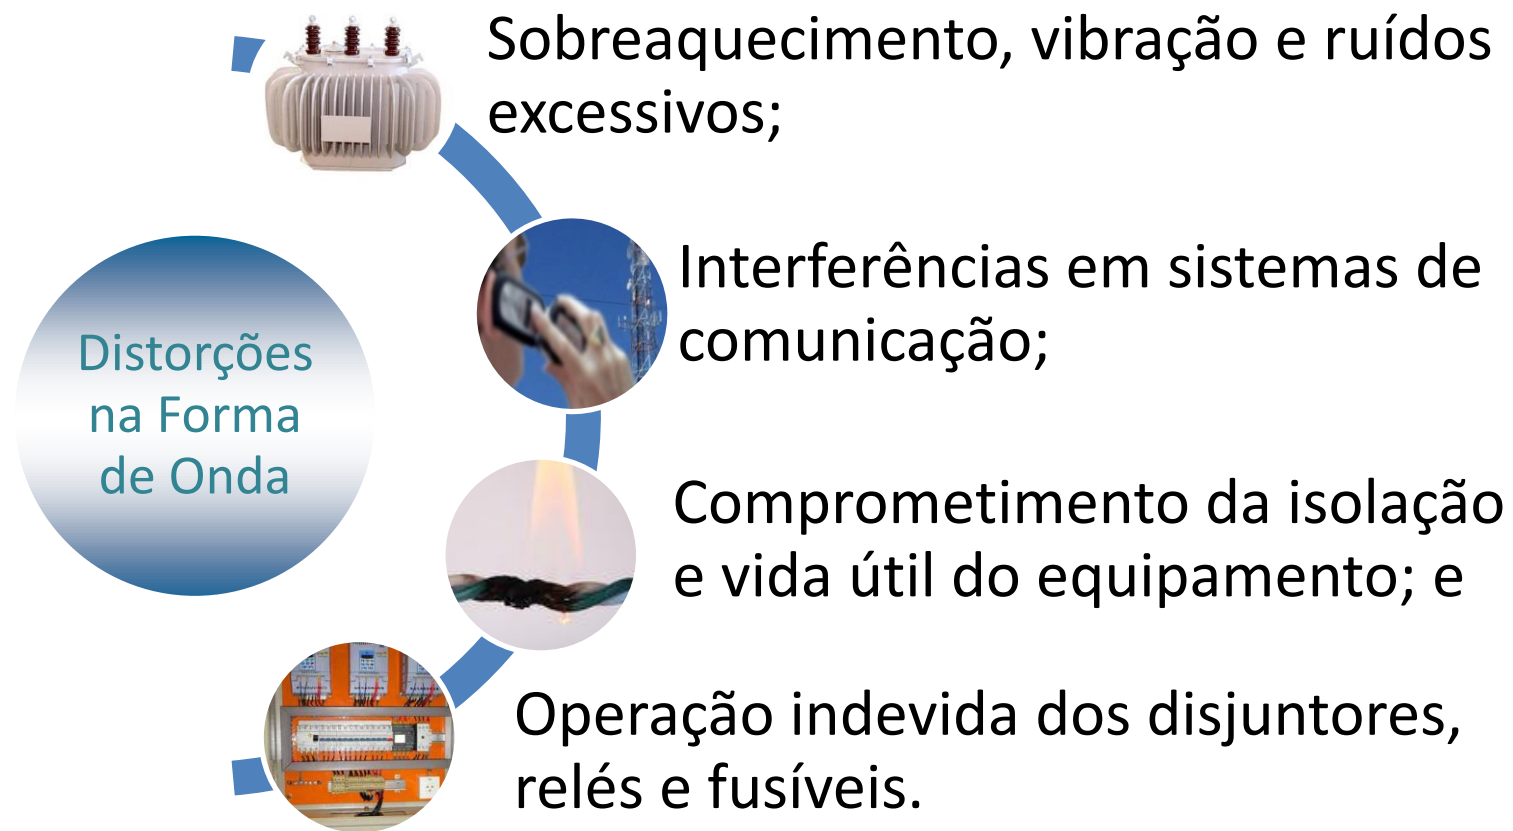 Sobreaquecimento, vibração e ruídos
excessivos;
Interferências em sistemas de
comunicação;
Distorções
na Forma
de Onda
Comprometimento da isolação
e vida útil do equipamento; e
Operação indevida dos disjuntores,
relés e fusíveis.